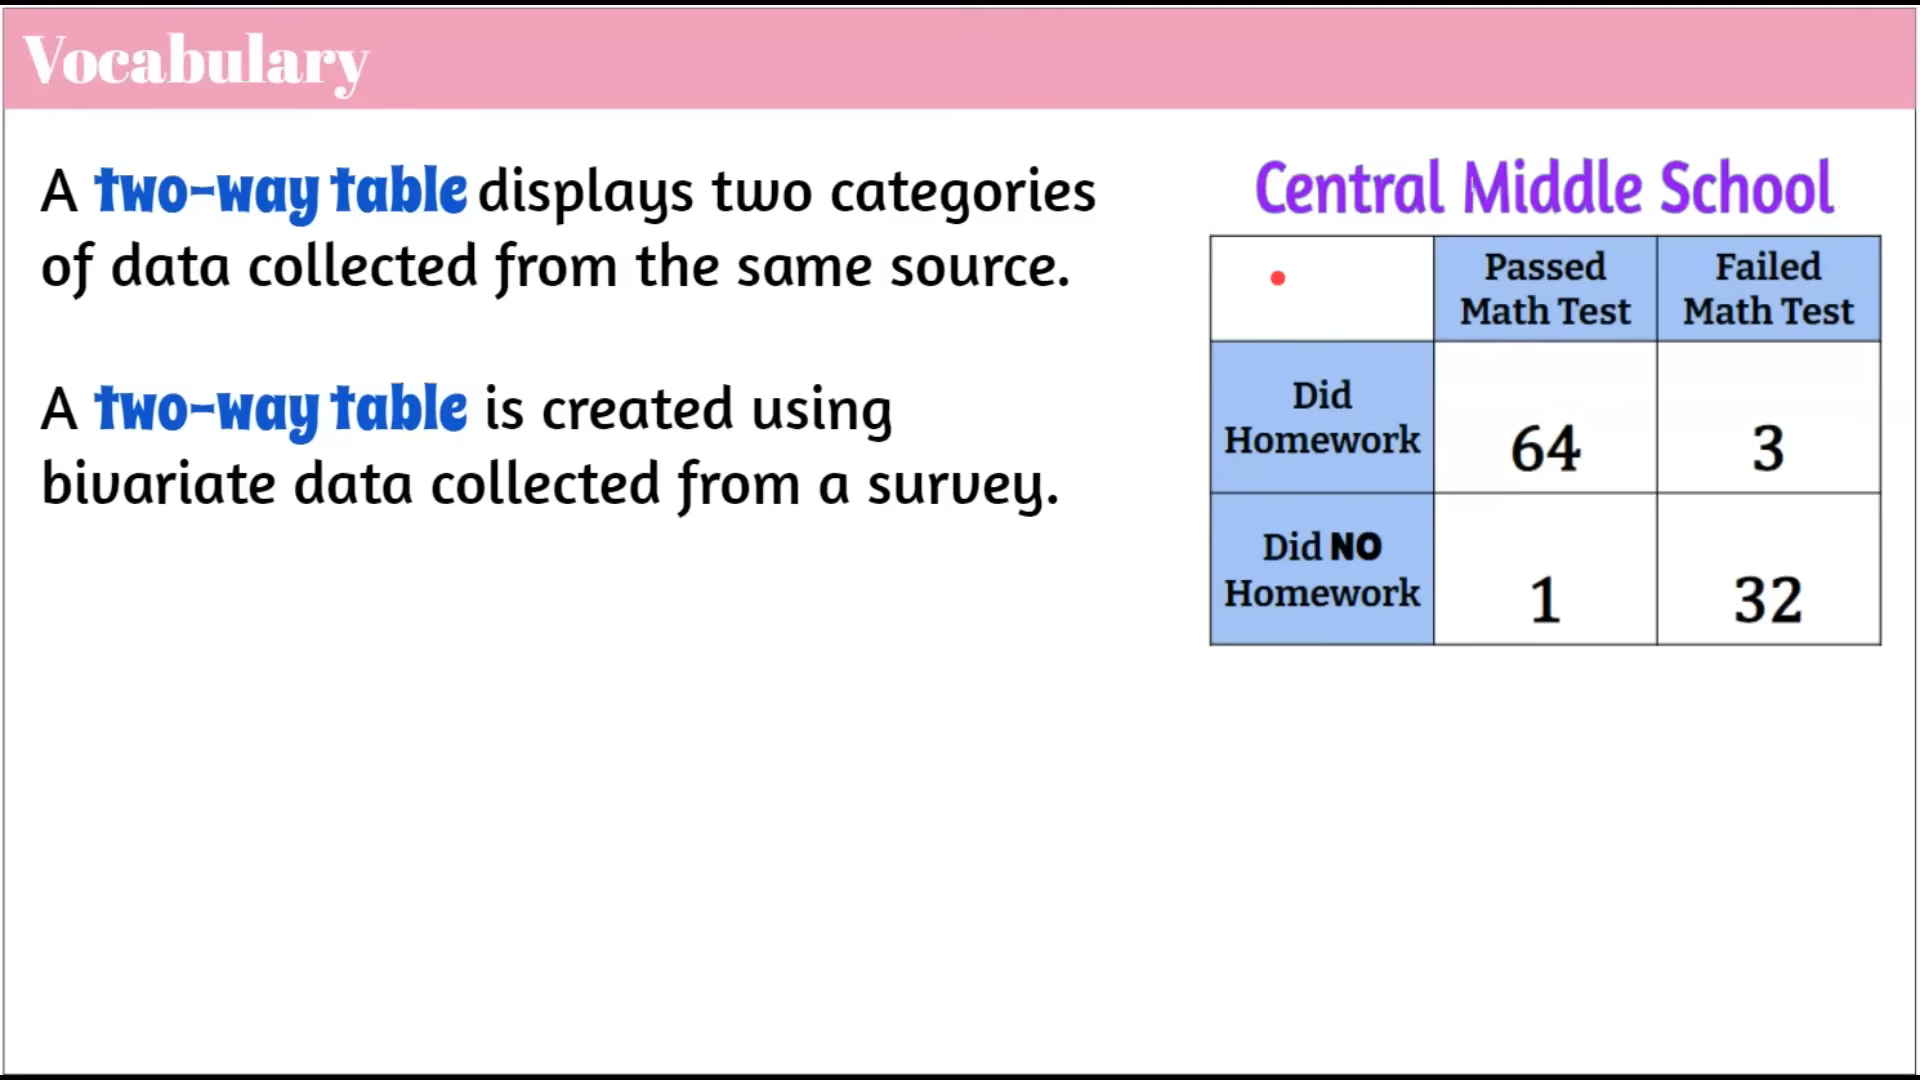 Vocabulary
A two-way table displays two categories
of data collected from the same source.
A two-way table is created using
bivariate data collected from a survey.
Central Middle School
Passed
Math Test
Failed
Math Test
Did
Homework
64
3
Did NO
Homework
1
32